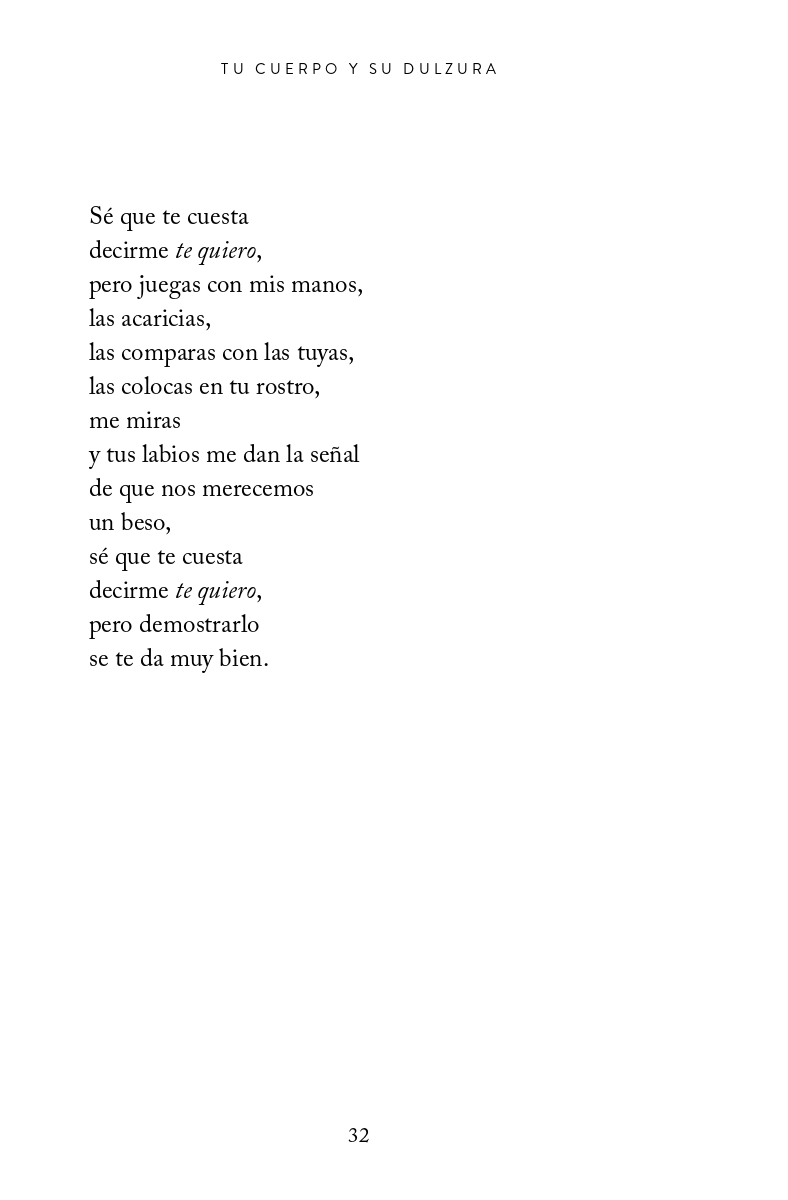 TU CUERPO Y SU DULZURA
Sé que te cuesta
decirme te quiero,
pero juegas con mis manos,
las acaricias,
las comparas con las tuyas,
las colocas en tu rostro,
me miras
y tus labios me dan la señal
de que nos merecemos
un beso,
sé que te cuesta
decirme te quiero,
pero demostrarlo
se te da muy bien.
32